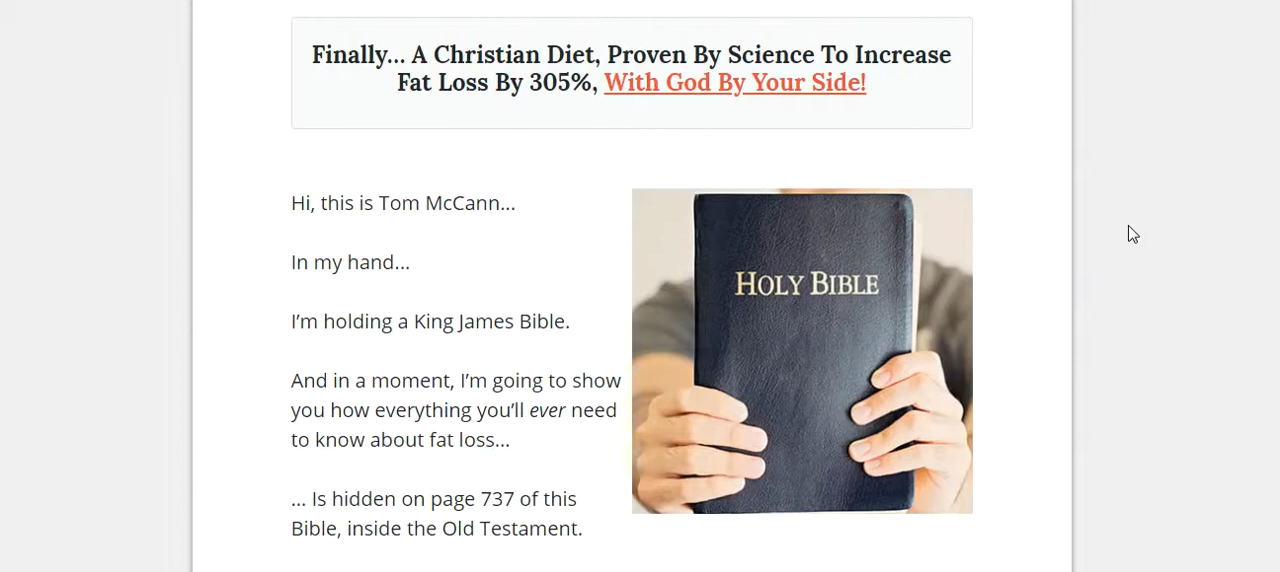 Finally... A Christian Diet, Proven By Science To Increase
Fat Loss By 305%, With God By Your Side!
Hi, this is Tom McCann...
In my hand...
I’m holding a King James Bible.
And in a moment, I’m going to show
you how everything you’ll ever need
to know about fat loss...
... Is hidden on page 737 of this
Bible, inside the Old Testament.
HOLY BIBLE